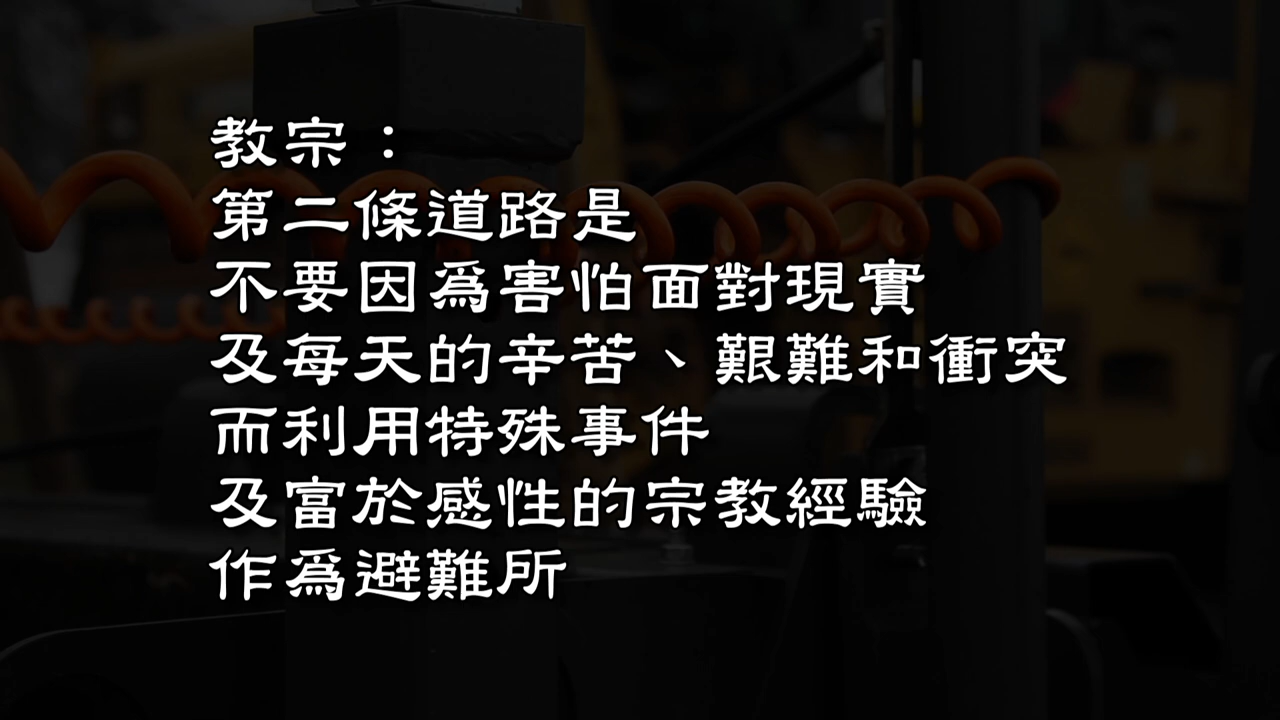 教宗：
第二條道路是
不要因為害怕面對現實
及每天的辛苦、艱難和衝突
而利用特殊事件
及富於感性的宗教經驗
作為避難所